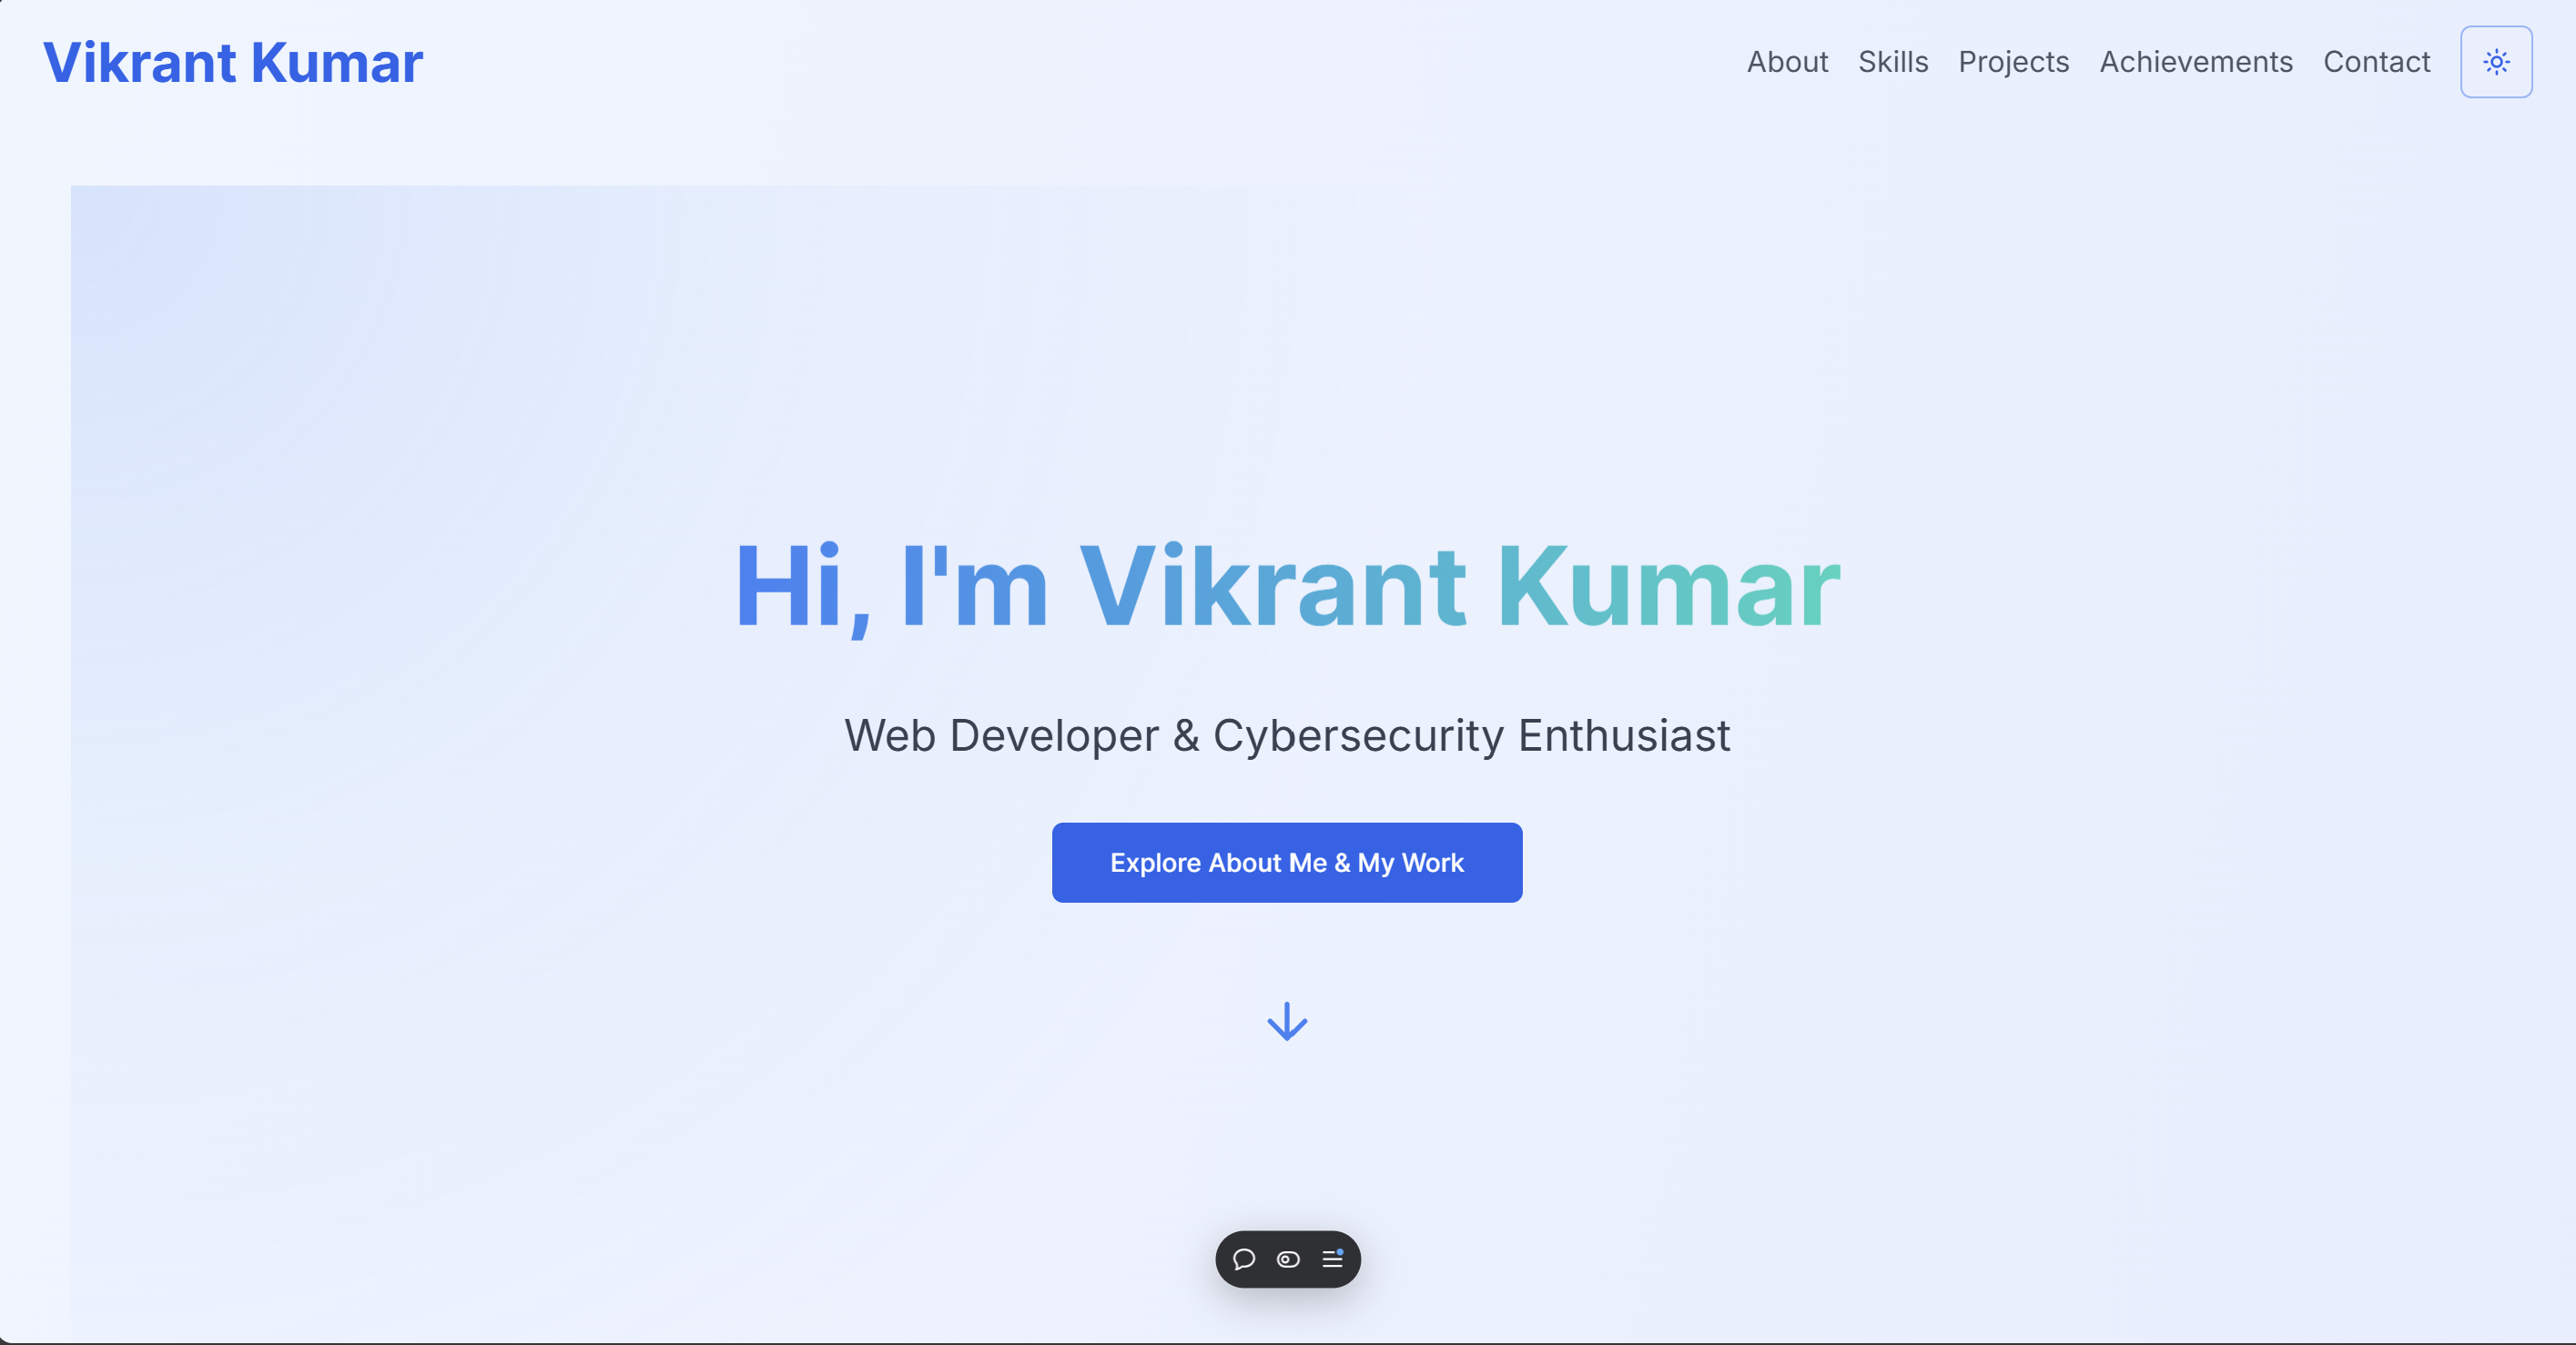 Vikrant Kumar
About Skills Projects Achievements Contact
Hi, I'm Vikrant Kumar
Web Developer & Cybersecurity Enthusiast
Explore About Me & My Work